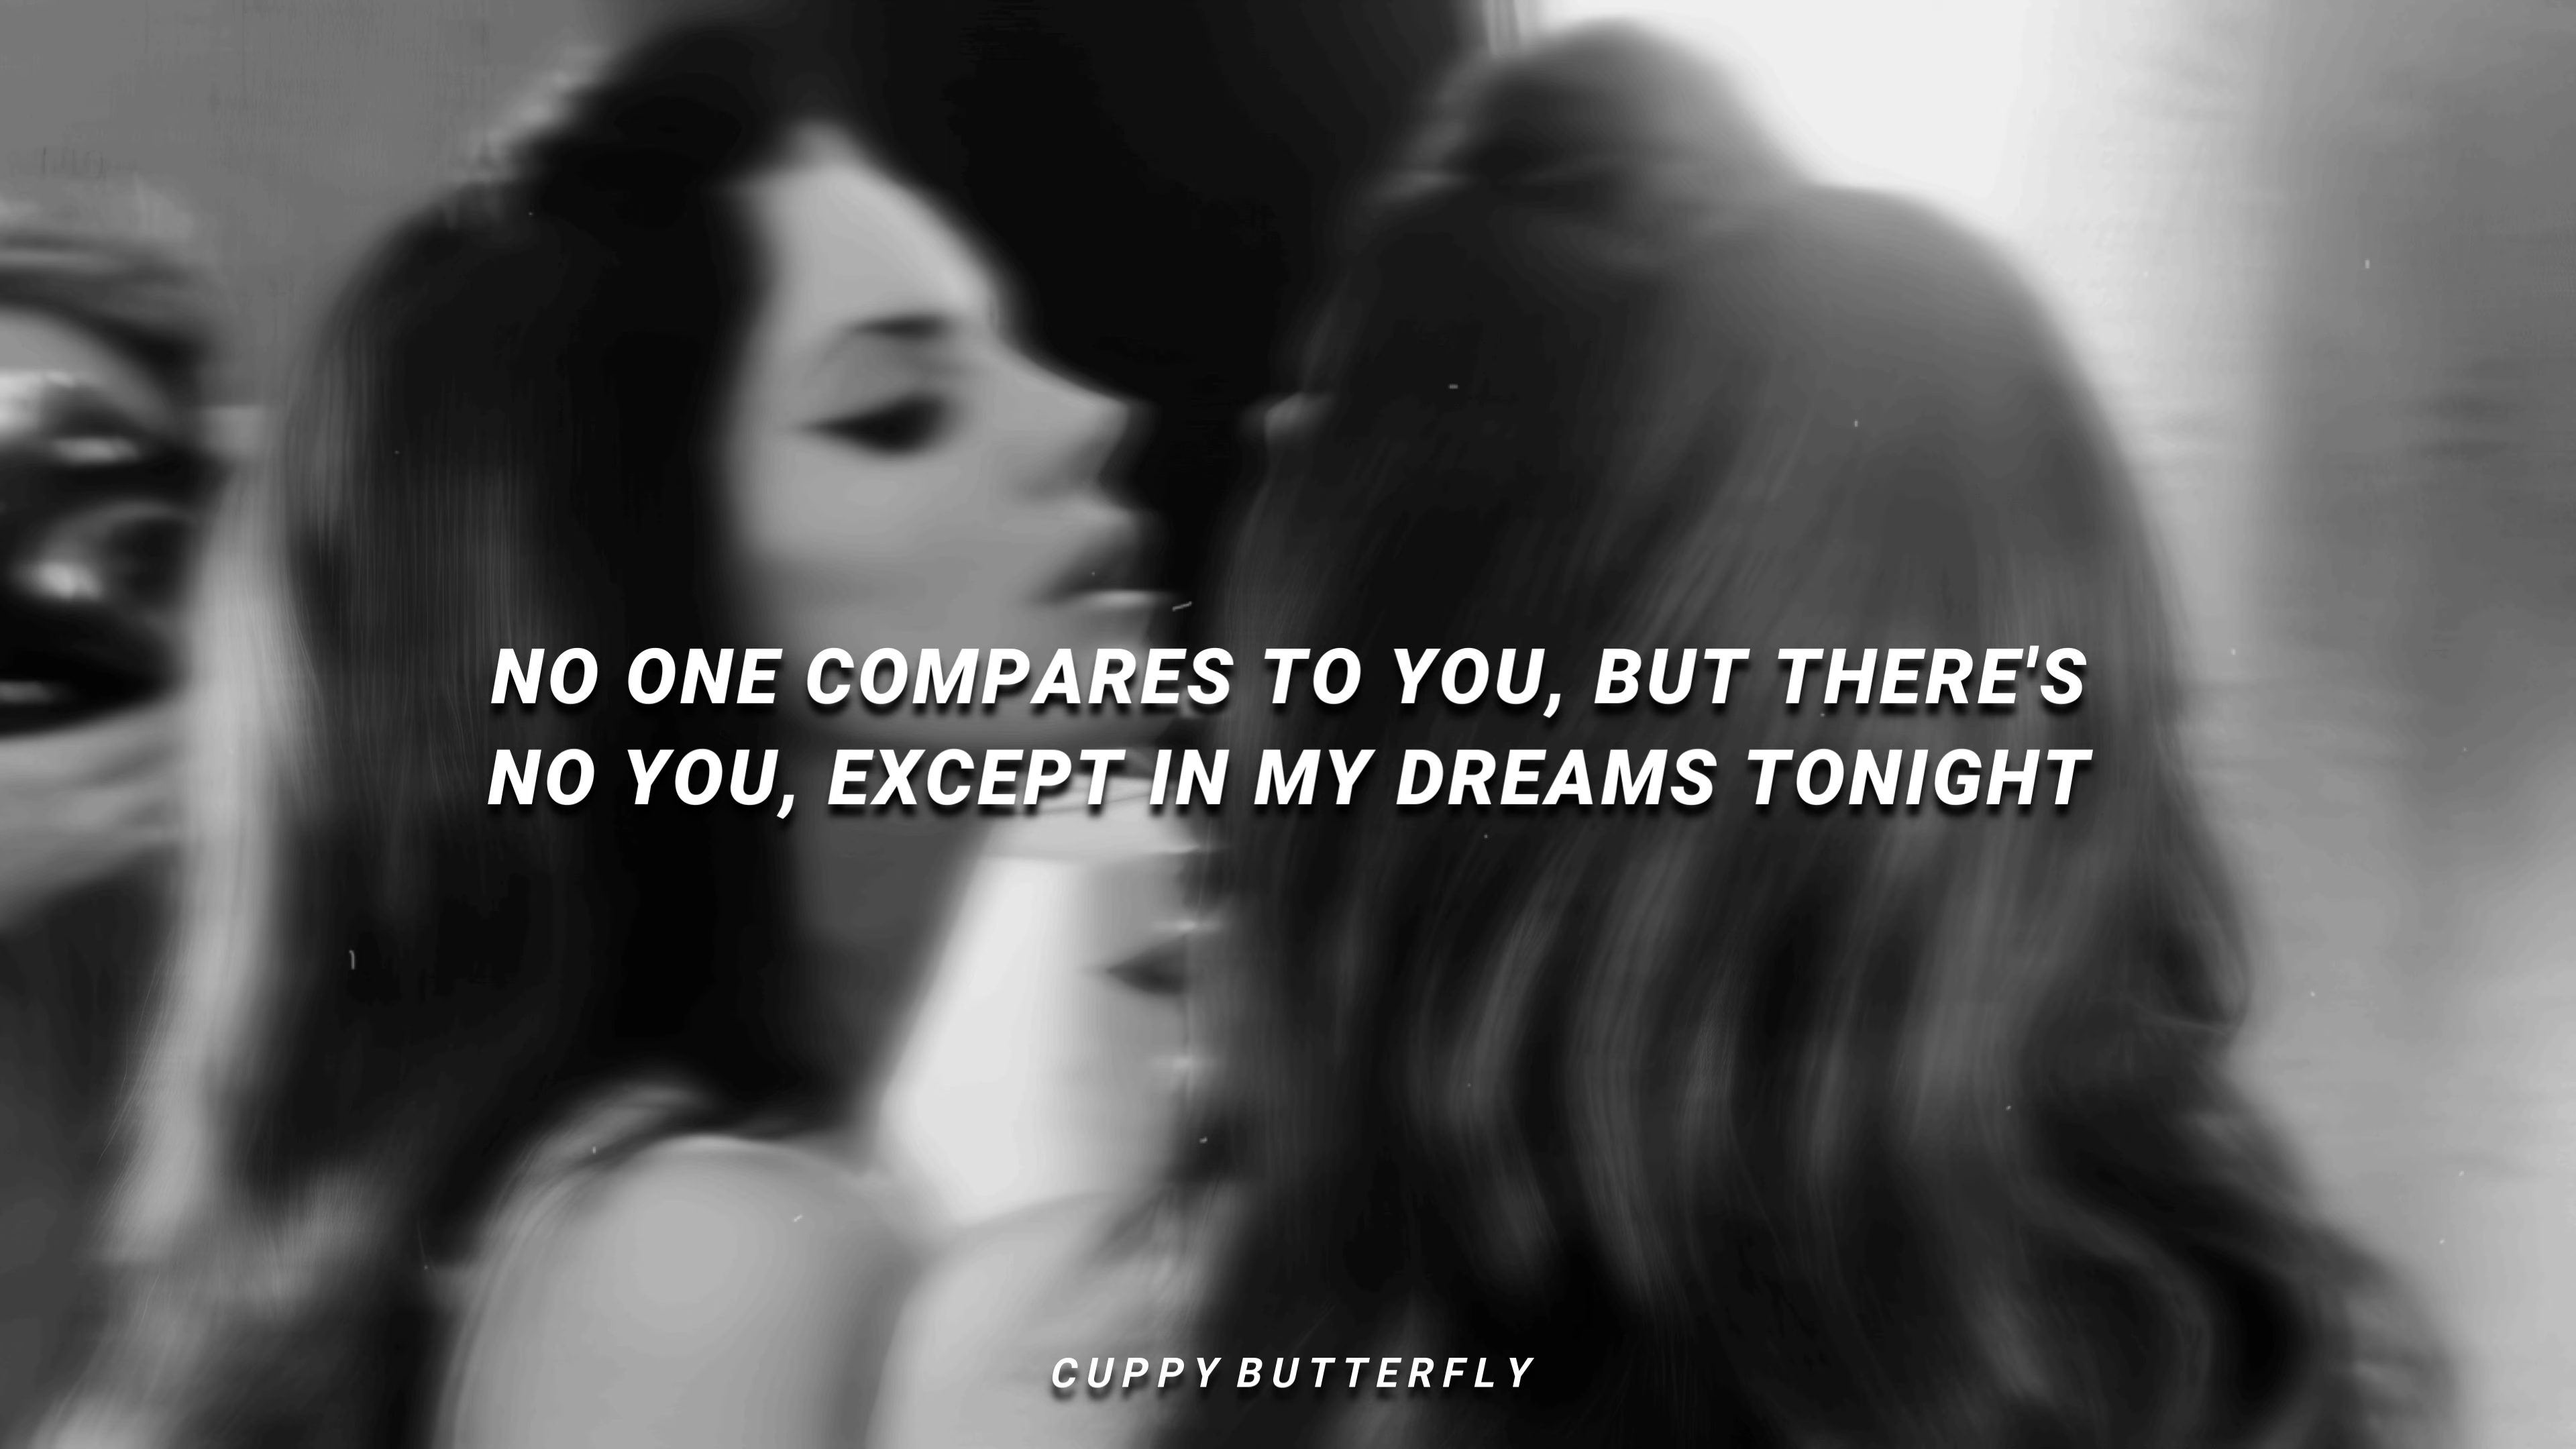 NO ONE COMPARES TO YOU, BUT THERE'S
NO YOU, EXCEPT IN MY DREAMS TONIGHT
CUPPY BUTTERFLY